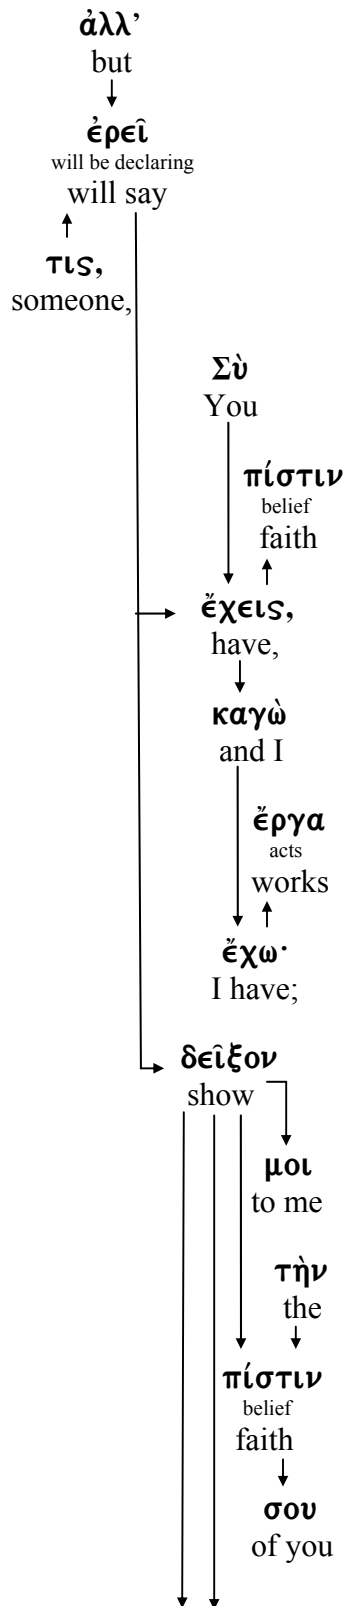 ἀλλ’
but
ἐρεῖ
will be declaring
will say
τις,
someone,
Σὺ
You
πίστιν
belief
faith
ἔχεις,
have,
καγὼ
and I
ἔργα
acts
works
ἔχω·
I have;
δεῖξον
show
μοι
to me
τὴν
the
πίστιν
belief
faith
σου
of you